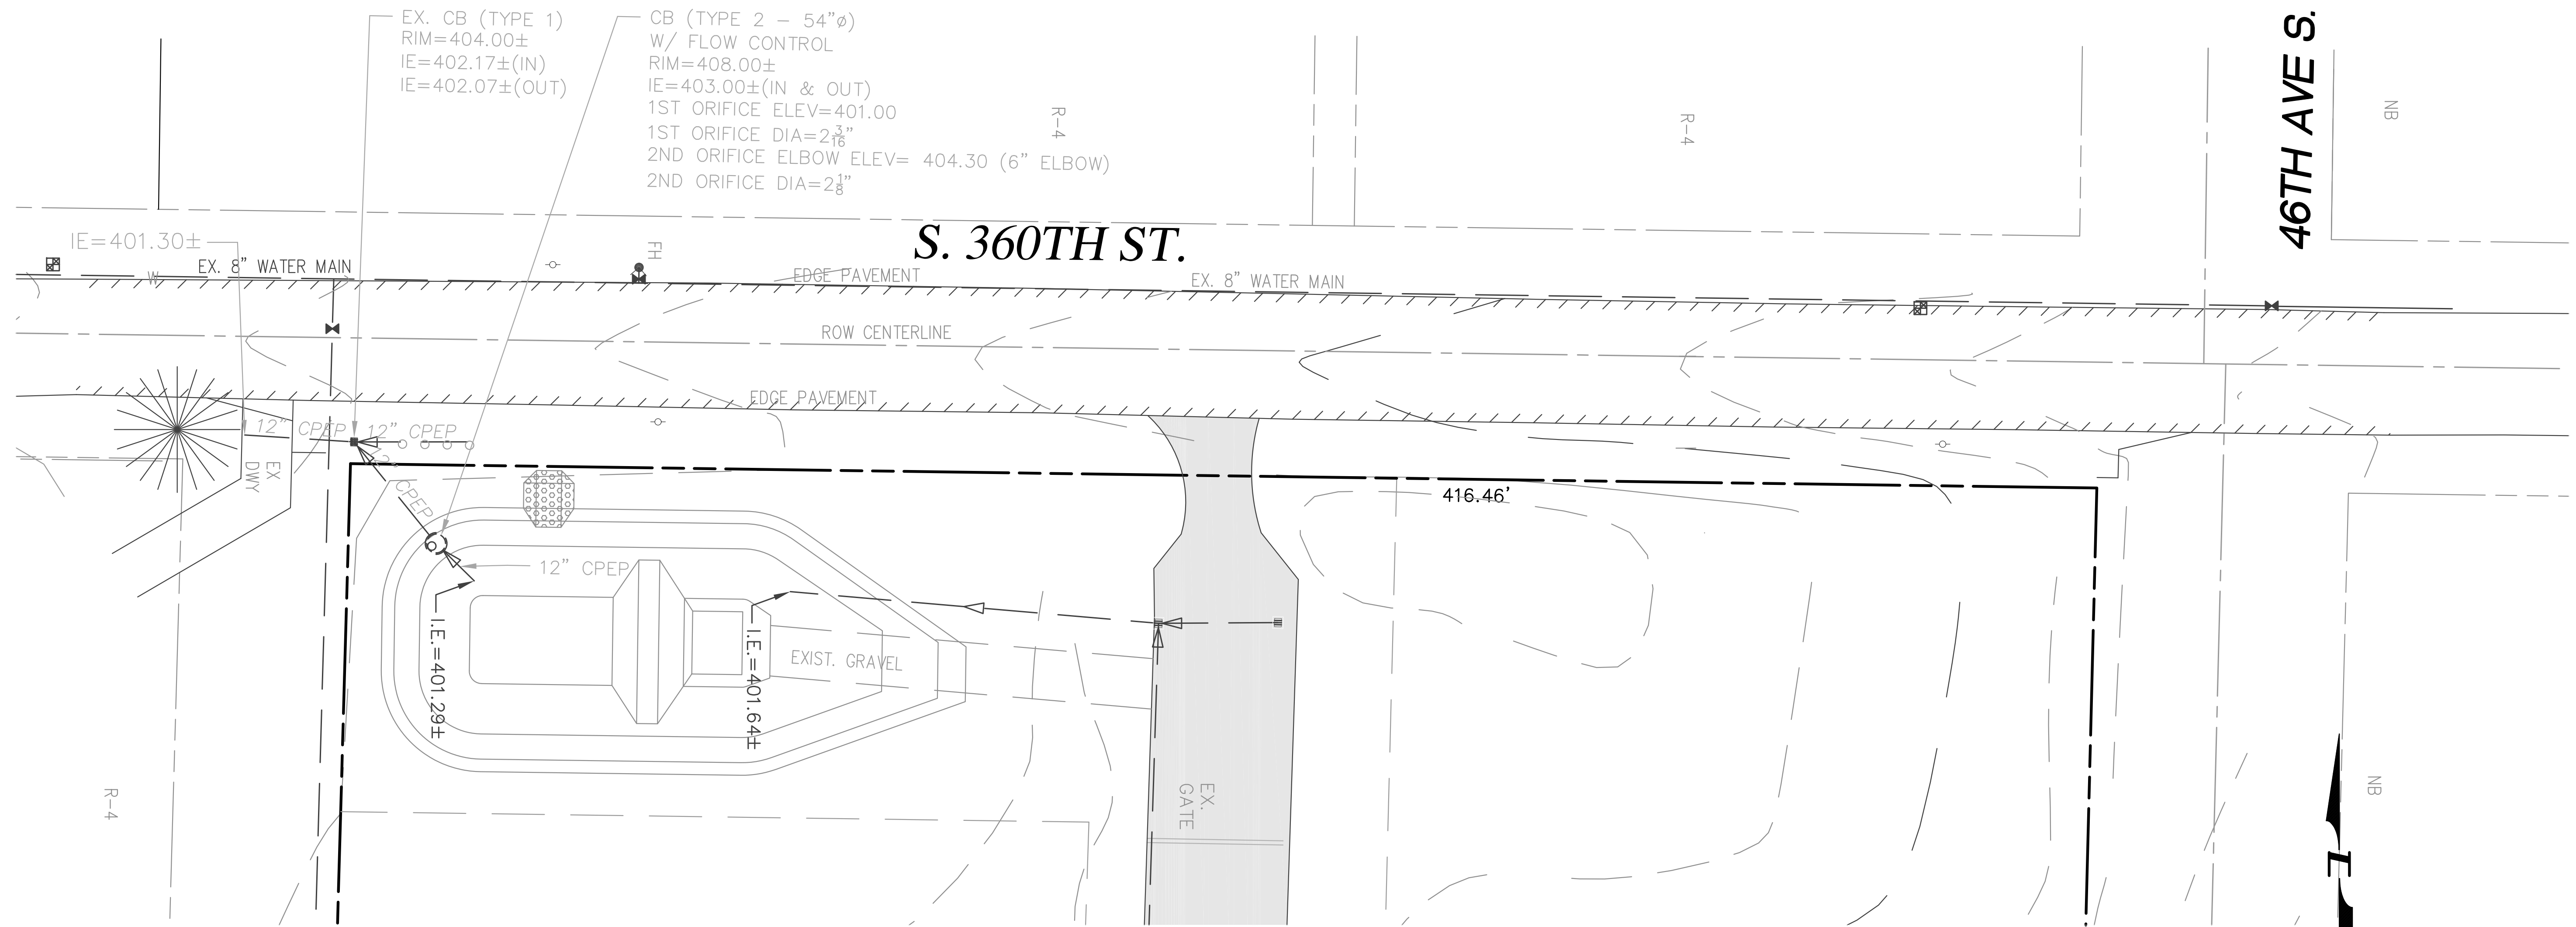 EX. CB (TYPE 1)
RIM=404.00±
IE=402.17±(IN)
IE=402.07±(OUT)
CB (TYPE 2 - 54"ø)
W/ FLOW CONTROL
RIM=408.00±
IE=403.00±(IN & OUT)
1ST ORIFICE ELEV=401.00
1ST ORIFICE DIA=2 3/16"
2ND ORIFICE ELBOW ELEV= 404.30 (6" ELBOW)
2ND ORIFICE DIA=2 1/8"
R-4
R-4
46TH AVE S.
NB
IE=401.30±
FH
S. 360TH ST.
W
EX. 8" WATER MAIN
EDGE PAVEMENT
EX. 8" WATER MAIN
ROW CENTERLINE
EDGE PAVEMENT
12" CPEP
12" CPEP
EX
DWY
12" CPEP
416.46'
12" CPEP
I.E.=401.29±
I.E.=401.64±
EXIST. GRAVEL
EX.
GATE
R-4
NB